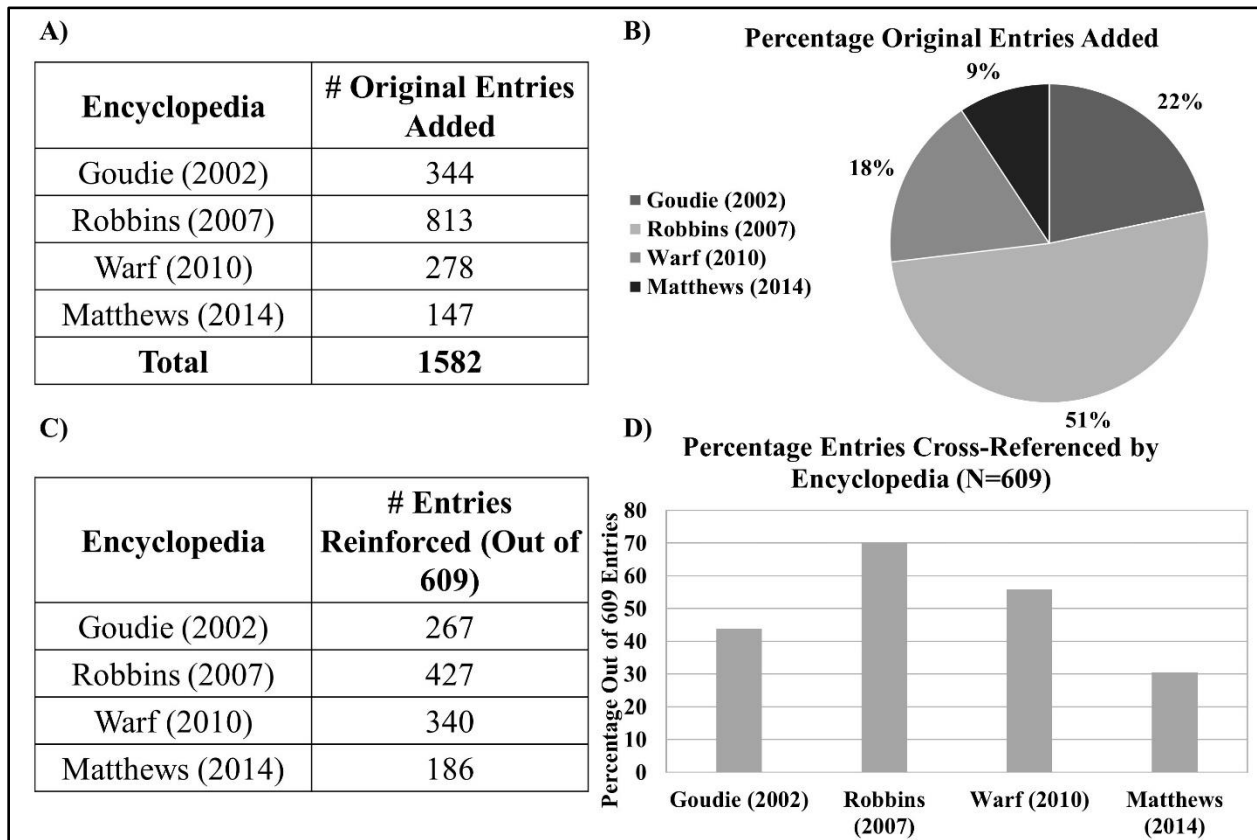 A)
Encyclopedia
# Original Entries
Added
Goudie (2002)
344
Robbins (2007)
813
Warf (2010)
278
Matthews (2014)
147
Total
1582
B)
Percentage Original Entries Added
9%
22%
18%
51%
Goudie (2002)
Robbins (2007)
Warf (2010)
Matthews (2014)
C)
Encyclopedia
# Entries
Reinforced (Out of
609)
Goudie (2002)
267
Robbins (2007)
427
Warf (2010)
340
Matthews (2014)
186
D)
Percentage Entries Cross-Referenced by
Encyclopedia (N=609)
Percentage Out of 609 Entries
80
70
60
50
40
30
20
10
0
Goudie (2002)
Robbins
(2007)
Warf (2010)
Matthews
(2014)